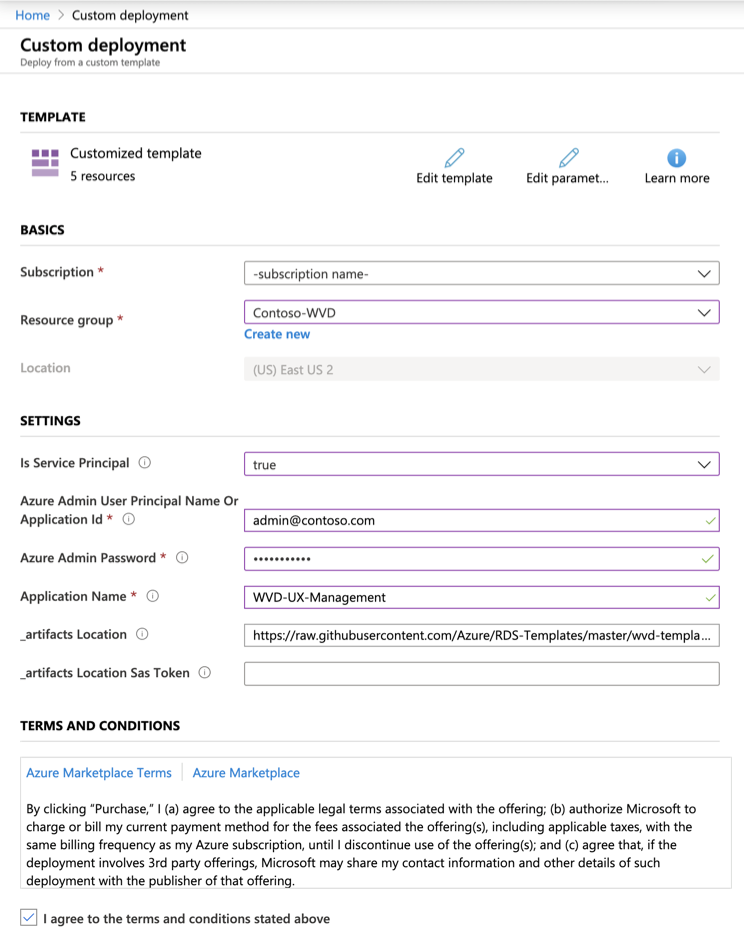 Home > Custom deployment
Custom deployment
Deploy from a custom template
TEMPLATE
Customized template
5 resources
Edit template
Edit paramet...
Learn more
BASICS
Subscription *
-subscription name-
Resource group *
Contoso-WVD
Create new
Location
(US) East US 2
SETTINGS
Is Service Principal
true
Azure Admin User Principal Name Or
Application Id *
admin@contoso.com
Azure Admin Password *
•••••••••••
Application Name *
WVD-UX-Management
_artifacts Location
https://raw.githubusercontent.com/Azure/RDS-Templates/master/wvd-templa...
_artifacts Location Sas Token
TERMS AND CONDITIONS
Azure Marketplace Terms | Azure Marketplace
By clicking “Purchase,” I (a) agree to the applicable legal terms associated with the offering; (b) authorize Microsoft to
charge or bill my current payment method for the fees associated the offering(s), including applicable taxes, with the
same billing frequency as my Azure subscription, until I discontinue use of the offering(s); and (c) agree that, if the
deployment involves 3rd party offerings, Microsoft may share my contact information and other details of such
deployment with the publisher of that offering.
I agree to the terms and conditions stated above